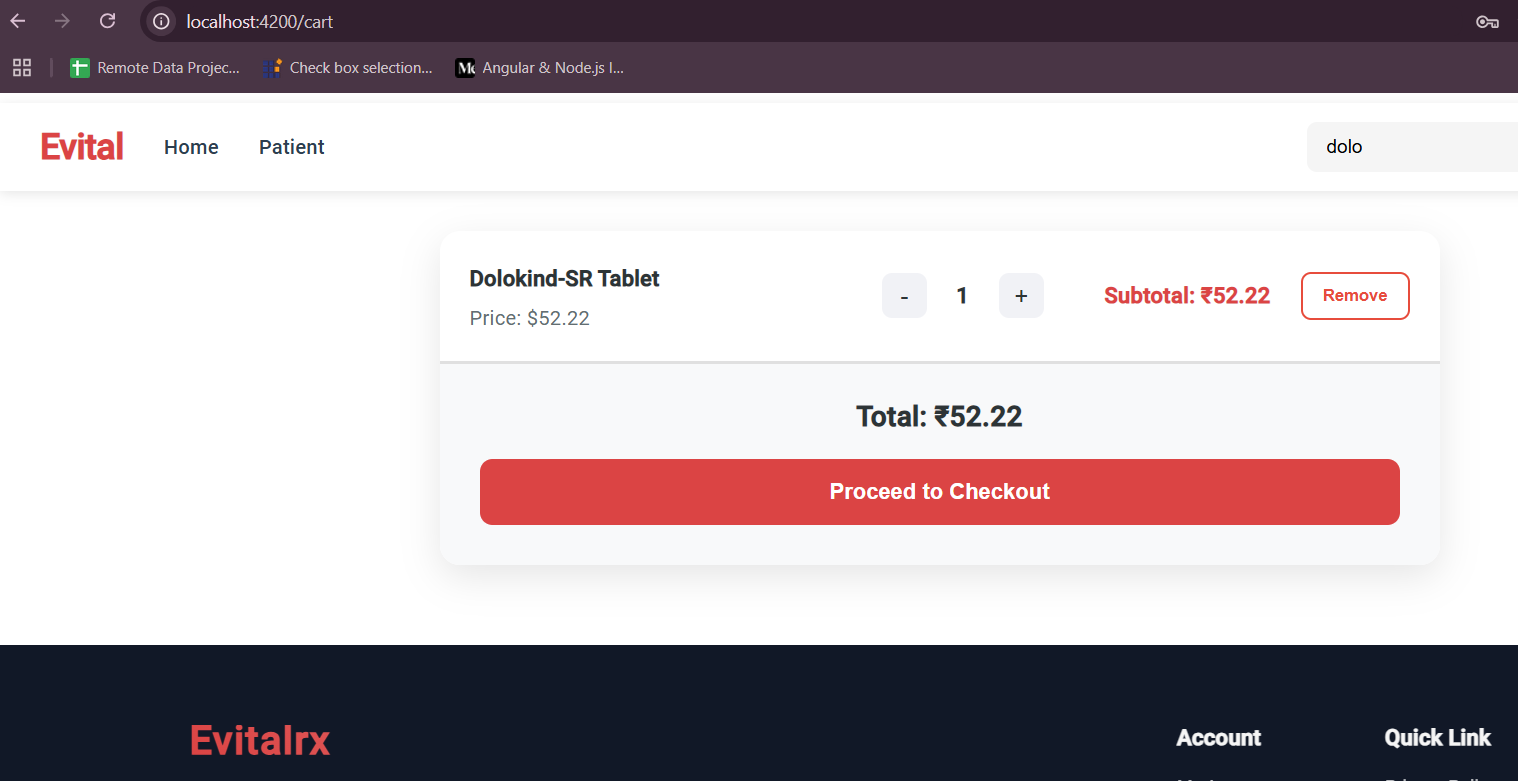 localhost:4200/cart
Remote Data Projec... Check box selection... Angular & Node.js I...
Evital Home Patient dolo
Dolokind-SR Tablet
Price: $52.22
- 1 + Subtotal: ₹52.22 Remove
Total: ₹52.22
Proceed to Checkout
Evitalrx Account Quick Link